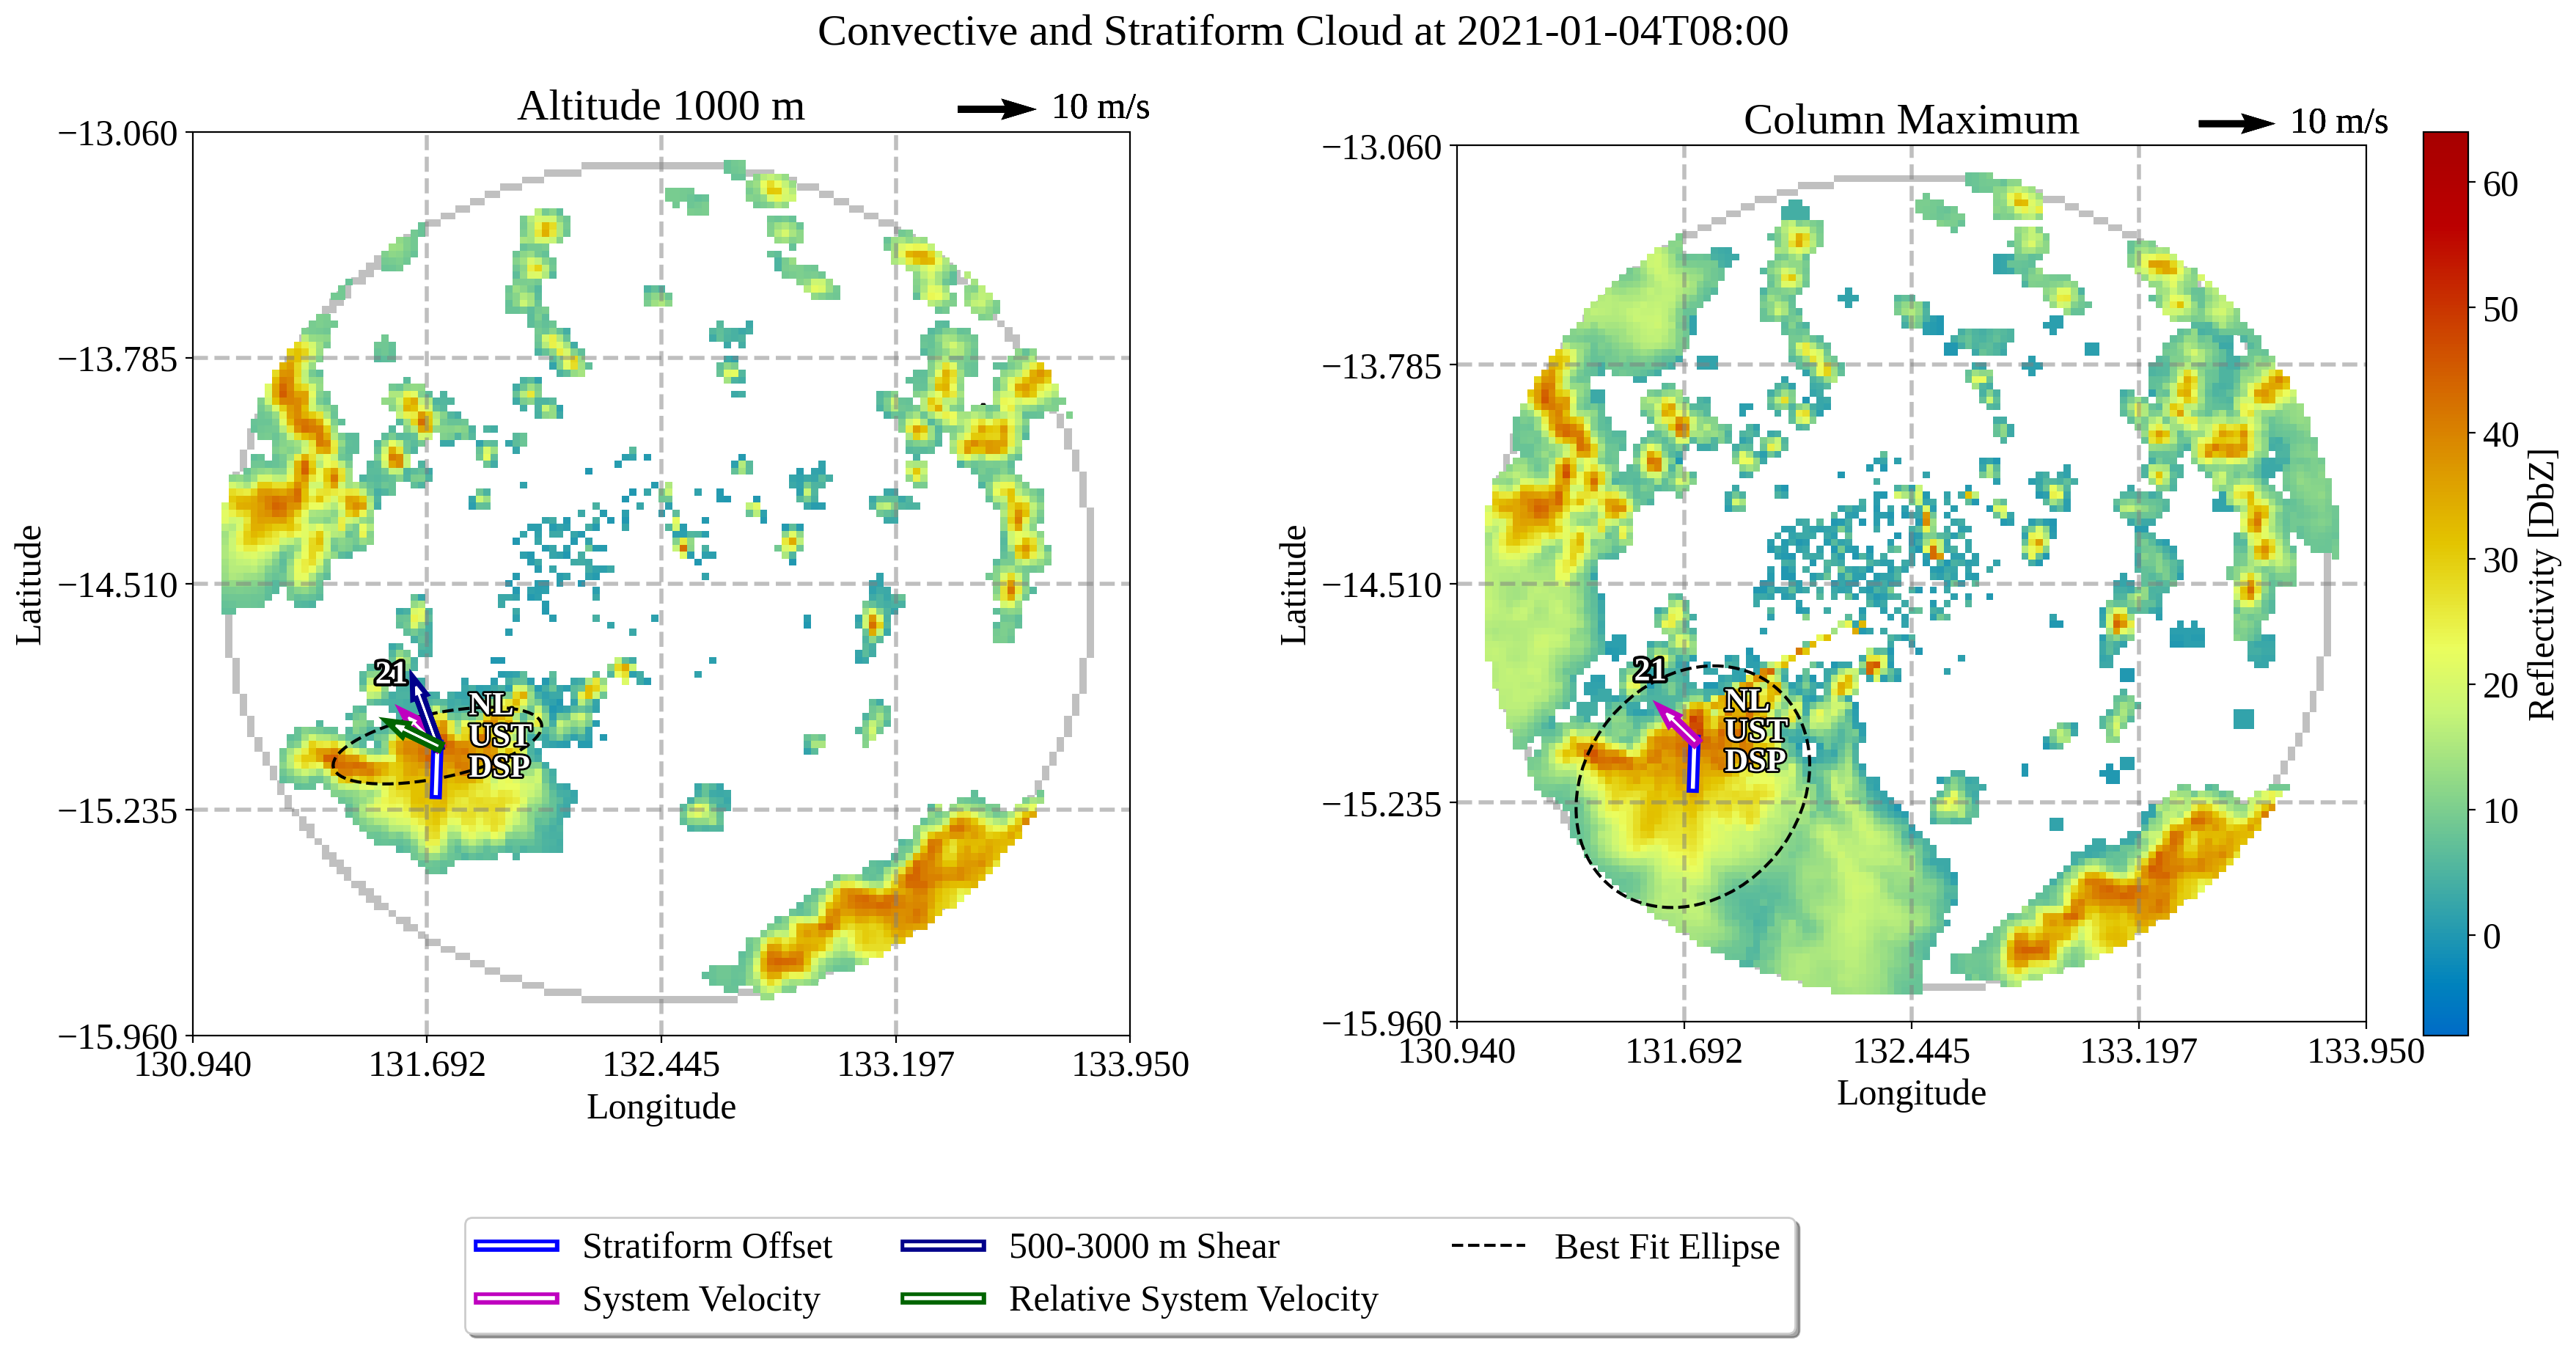 Convective and Stratiform Cloud at 2021-01-04T08:00
Altitude 1000 m
10 m/s
−13.060
−13.785
−14.510
−15.235
−15.960
130.940
131.692
132.445
133.197
133.950
Latitude
Longitude
21
NL
UST
DSP
Column Maximum
10 m/s
−13.060
−13.785
−14.510
−15.235
−15.960
130.940
131.692
132.445
133.197
133.950
Latitude
Longitude
21
NL
UST
DSP
60
50
40
30
20
10
0
Reflectivity [DbZ]
Stratiform Offset
System Velocity
500-3000 m Shear
Relative System Velocity
Best Fit Ellipse